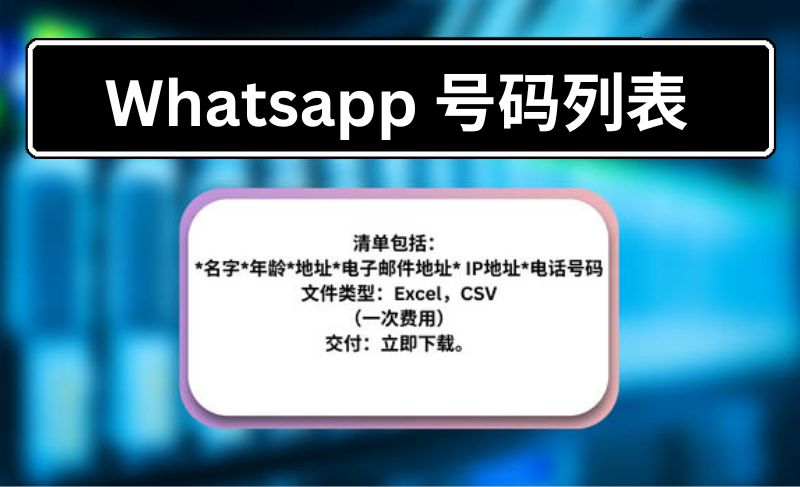 Whatsapp 号码列表
清单包括：
*名字*年龄*地址*电子邮件地址* IP地址*电话号码
文件类型：Excel，CSV
（一次费用）
交付：立即下载。